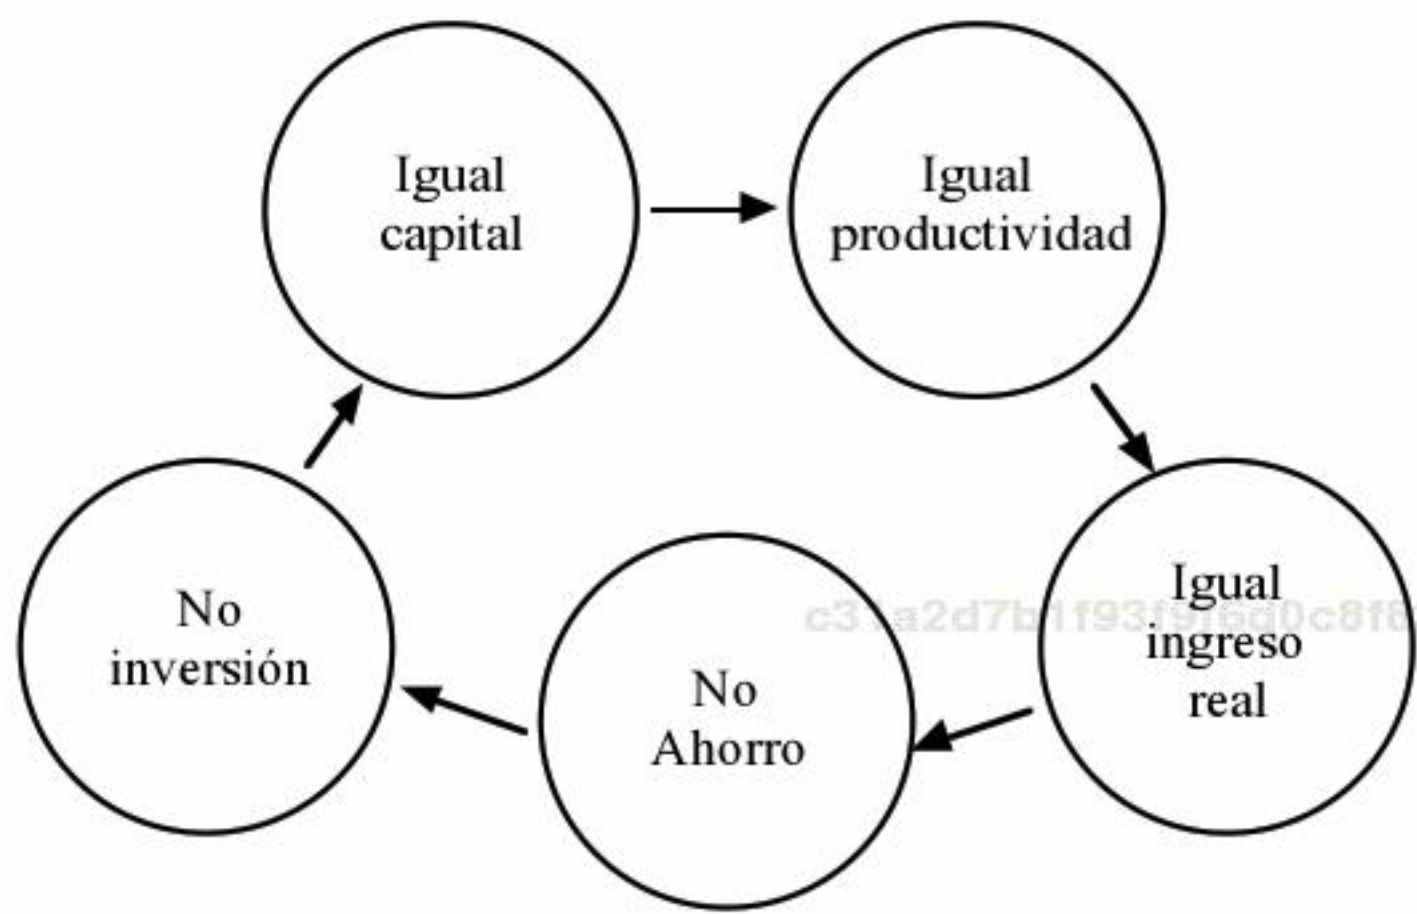 Igual
capital
Igual
productividad
Igual
ingreso
real
No
Ahorro
No
inversión